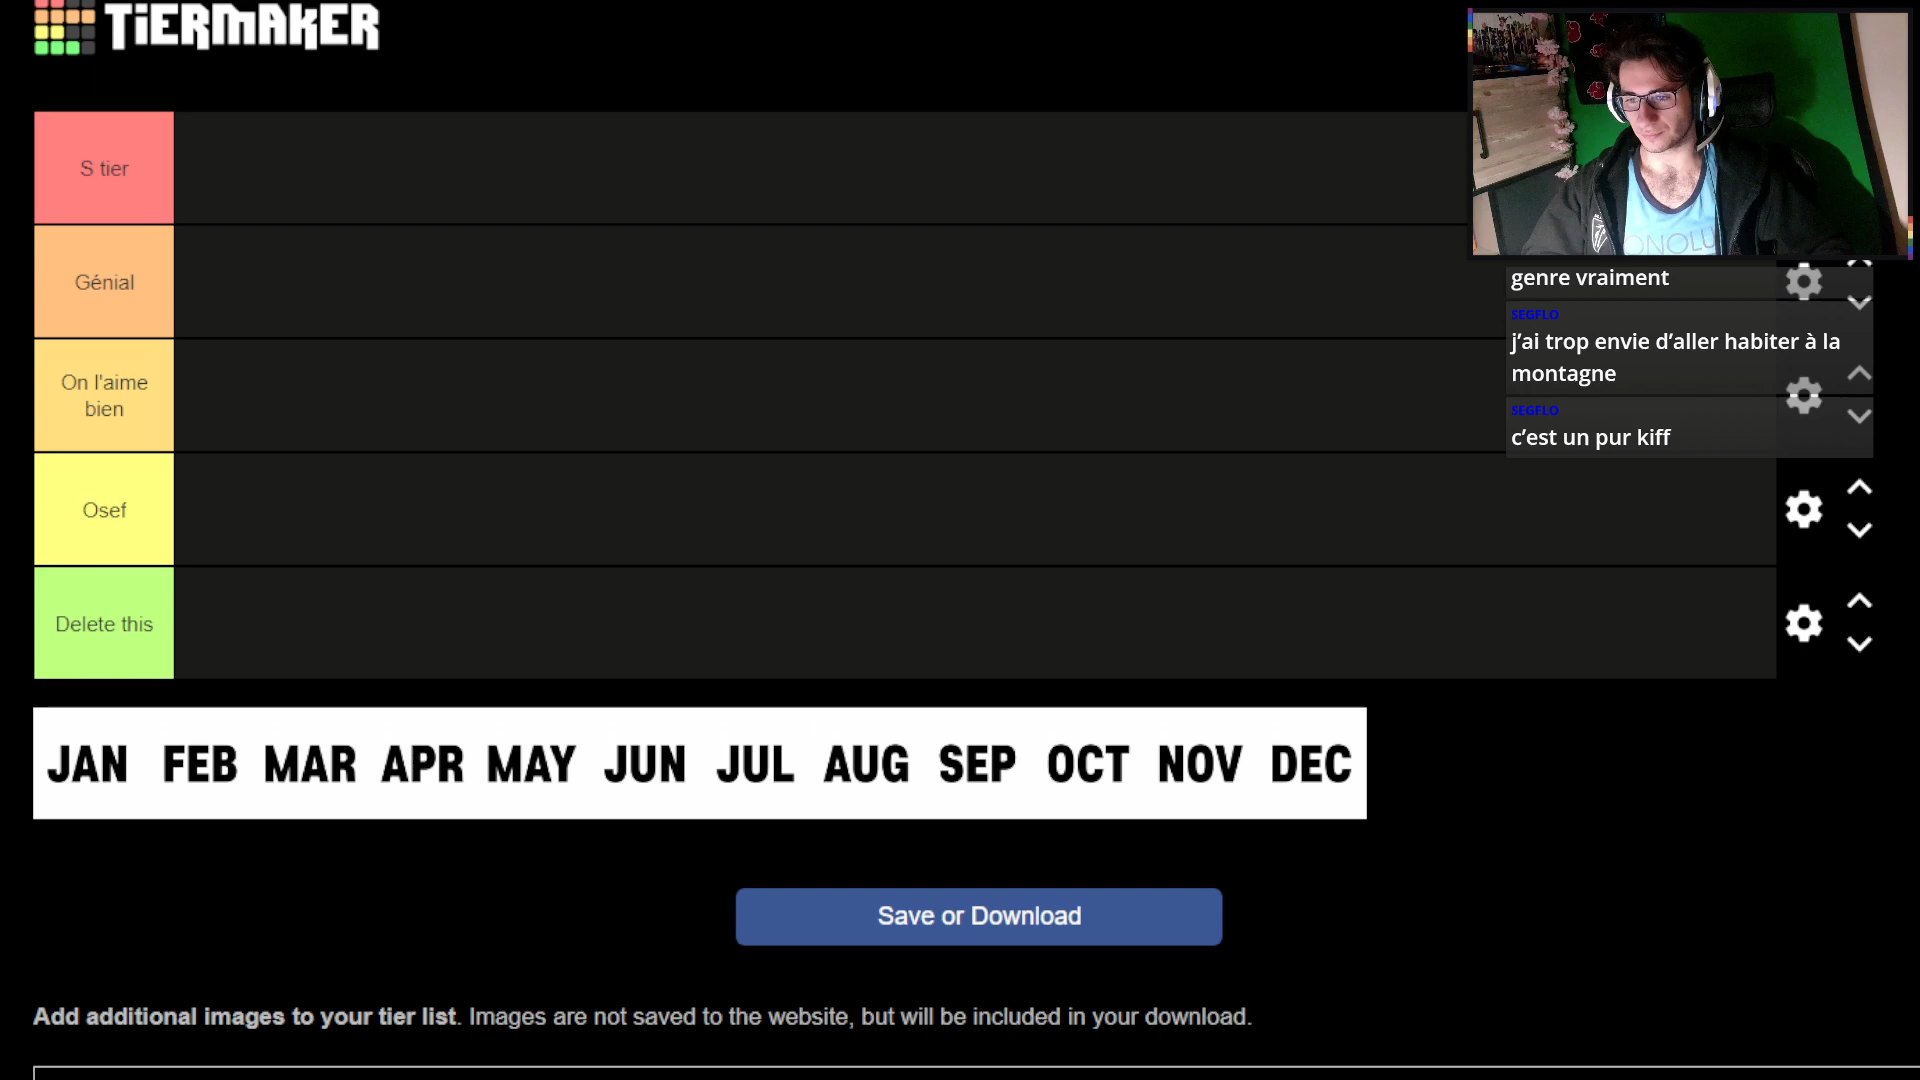 TiERMAKER
S tier
Génial
genre vraiment
SEGFLO
j’ai trop envie d’aller habiter à la
montagne
On l'aime
bien
SEGFLO
c’est un pur kiff
Osef
Delete this
JAN FEB MAR APR MAY JUN JUL AUG SEP OCT NOV DEC
Save or Download
Add additional images to your tier list. Images are not saved to the website, but will be included in your download.